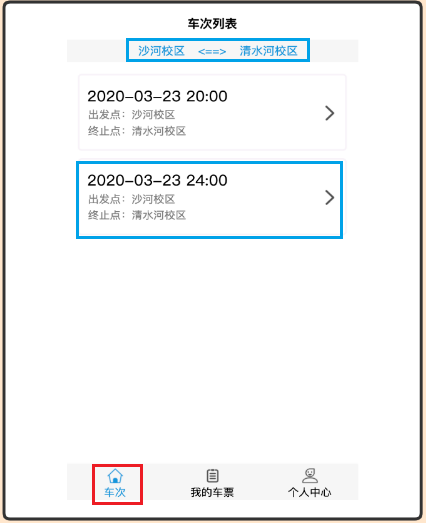 车次列表
沙河校区 <==> 清水河校区
2020-03-23 20:00
出发点：沙河校区
终止点：清水河校区
2020-03-23 24:00
出发点：沙河校区
终止点：清水河校区
车次 我的车票 个人中心